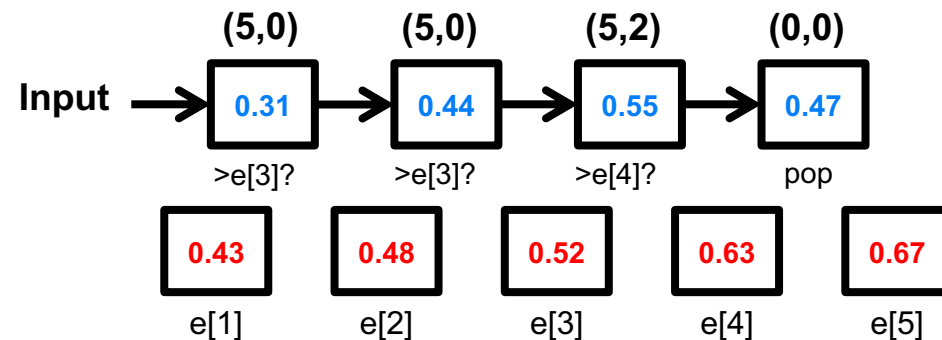 (5,0) (5,0) (5,2) (0,0)
Input 0.31 0.44 0.55 0.47
>e[3]? >e[3]? >e[4]? pop
0.43 0.48 0.52 0.63 0.67
e[1] e[2] e[3] e[4] e[5]